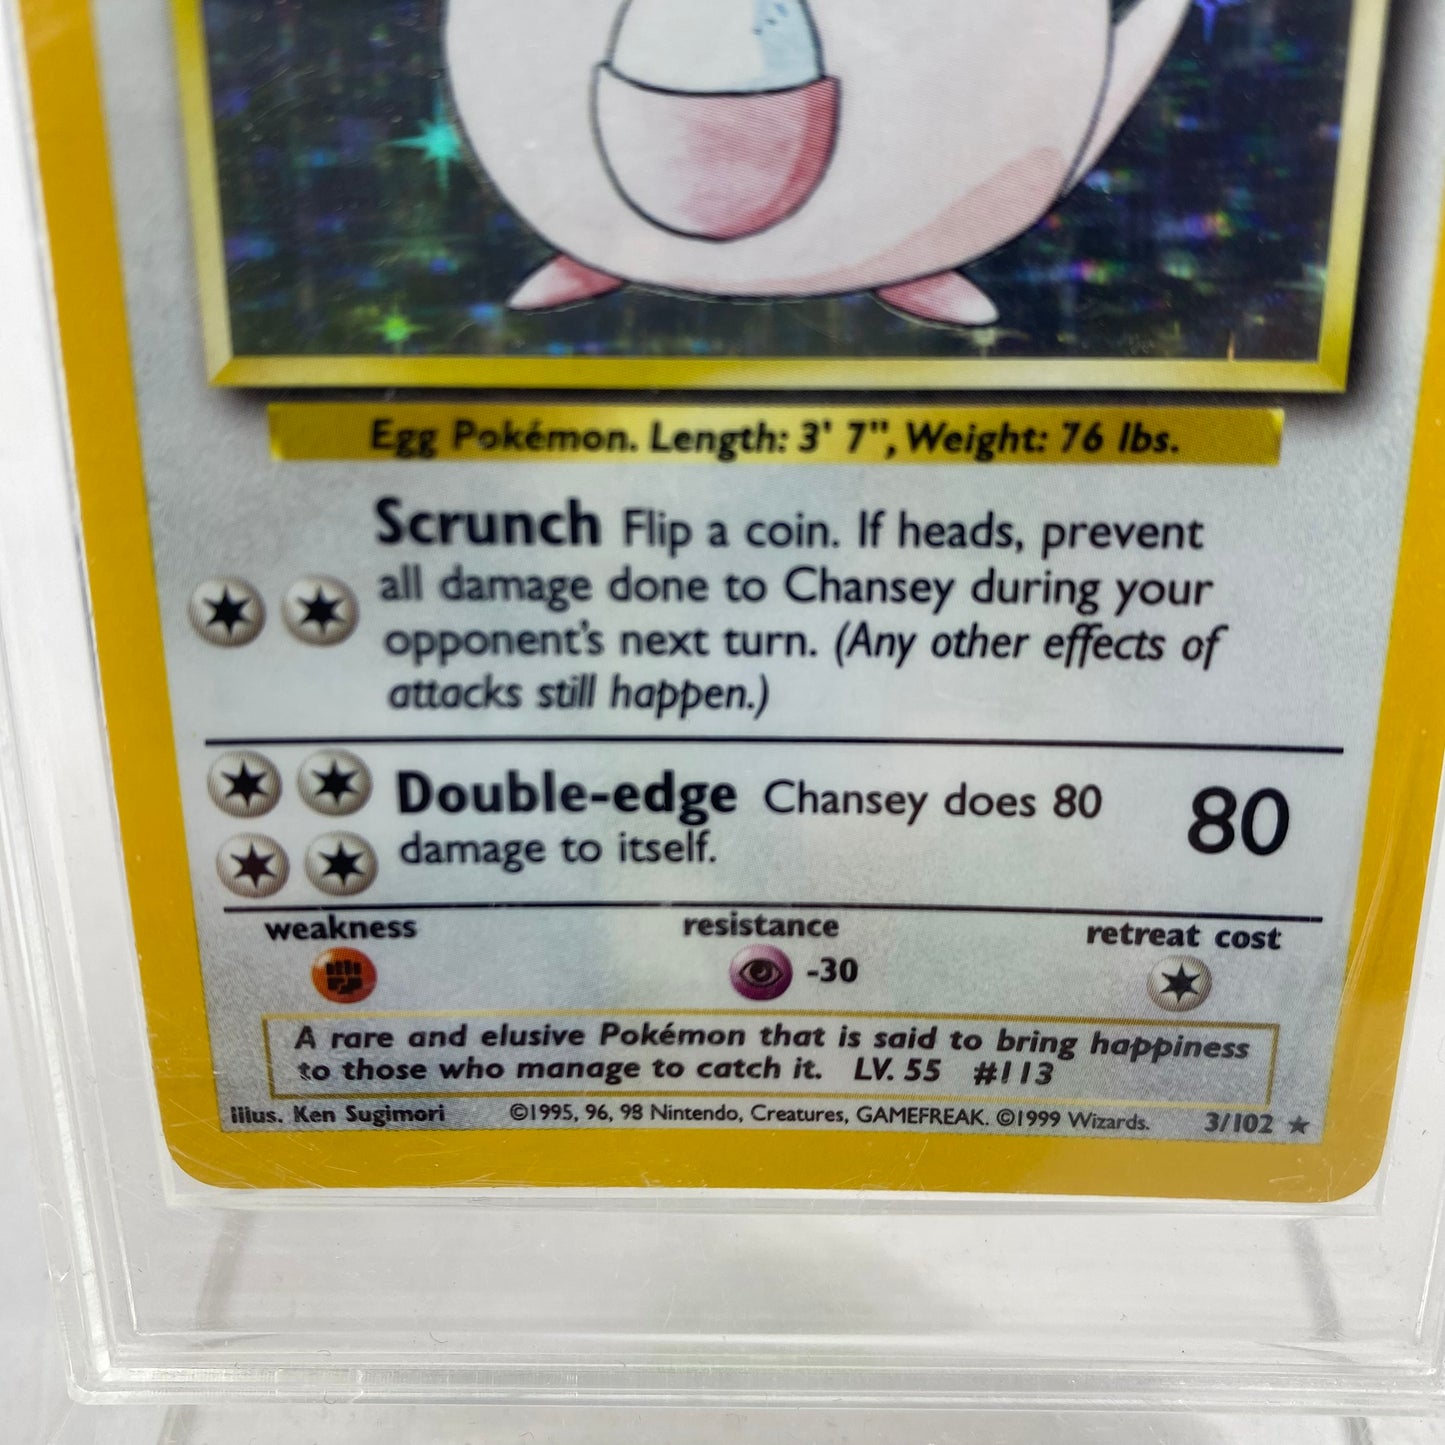 Egg Pokémon. Length: 3' 7", Weight: 76 lbs.
Scrunch Flip a coin. If heads, prevent
all damage done to Chansey during your
opponent's next turn. (Any other effects of
attacks still happen.)
Double-edge Chansey does 80 80
damage to itself.
weakness resistance retreat cost
-30
A rare and elusive Pokémon that is said to bring happiness
to those who manage to catch it. LV. 55 #113
Illus. Ken Sugimori ©1995, 96, 98 Nintendo, Creatures, GAMEFREAK. ©1999 Wizards. 3/102 ★